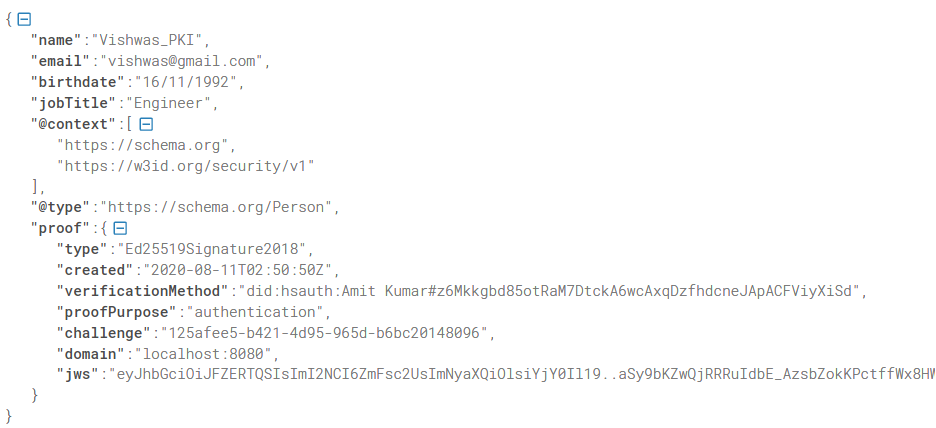 {
"name":"Vishwas_PKI",
"email":"vishwas@gmail.com",
"birthdate":"16/11/1992",
"jobTitle":"Engineer",
"@context":[
"https://schema.org",
"https://w3id.org/security/v1"
],
"@type":"https://schema.org/Person",
"proof":{
"type":"Ed25519Signature2018",
"created":"2020-08-11T02:50:50Z",
"verificationMethod":"did:hsauth:Amit Kumar#z6Mkkgbd85otRaM7DtckA6wcAxqDzfhdcneJApACFViyXiSd",
"proofPurpose":"authentication",
"challenge":"125afee5-b421-4d95-965d-b6bc20148096",
"domain":"localhost:8080",
"jws":"eyJhbGciOiJFZERTQSIsImI2NCI6ZmFsc2UsImNyaXQiOlsiYjY0Il19..aSy9bKZwQjRRRuIdbE_AzsbZokKPctffWx8HW
}
}